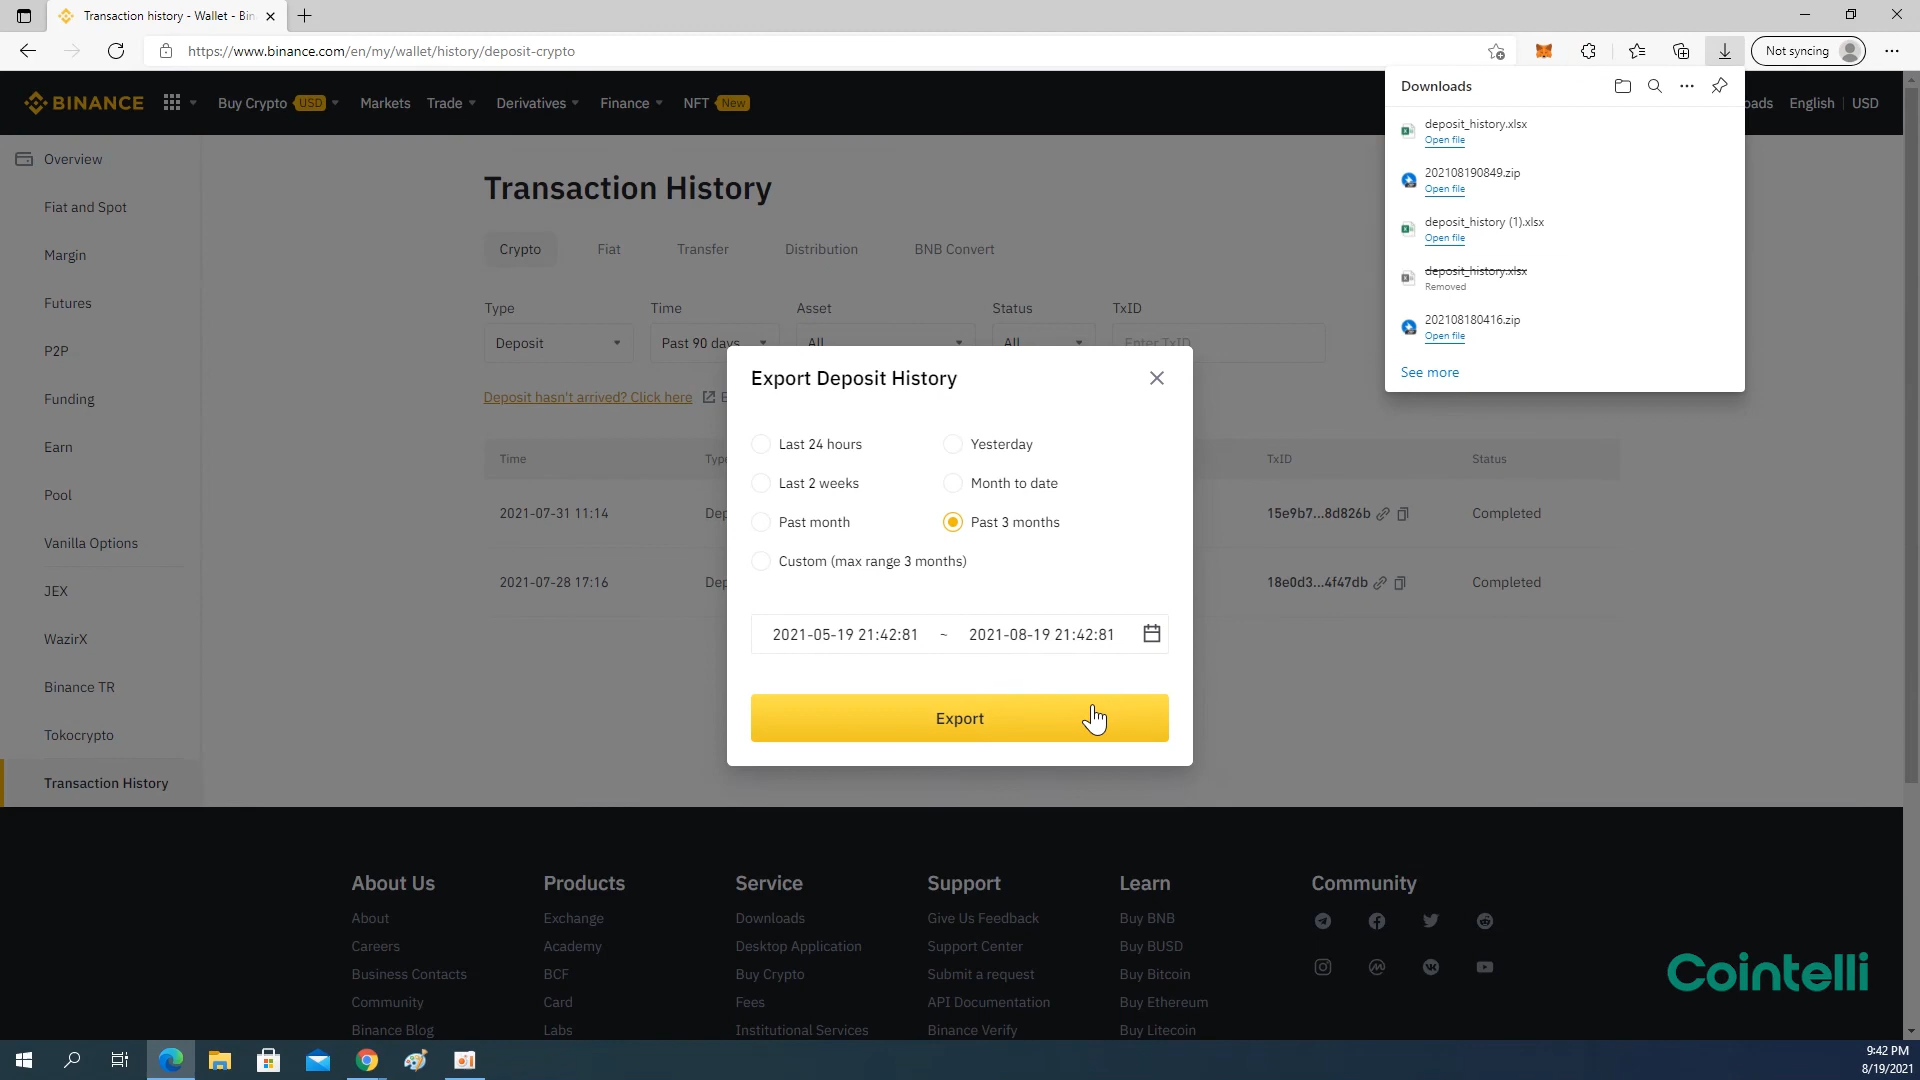 Transaction history - Wallet - Bin
https://www.binance.com/en/my/wallet/history/deposit-crypto
Not syncing
BINANCE
Buy Crypto USD
Markets
Trade
Derivatives
Finance
NFT New
oads
English
USD
Downloads
deposit_history.xlsx
Open file
202108190849.zip
Open file
deposit_history (1).xlsx
Open file
deposit_history.xlsx
Removed
202108180416.zip
Open file
See more
Overview
Fiat and Spot
Margin
Futures
P2P
Funding
Earn
Pool
Vanilla Options
JEX
WazirX
Binance TR
Tokocrypto
Transaction History
Transaction History
Crypto Fiat Transfer Distribution BNB Convert
Type Time Asset Status TxID
Deposit Past 90 days All All Enter TxID
Deposit hasn't arrived? Click here
Time Type TxID Status
2021-07-31 11:14 Dep 15e9b7...8d826b Completed
2021-07-28 17:16 Dep 18e0d3...4f47db Completed
Export Deposit History
Last 24 hours Yesterday
Last 2 weeks Month to date
Past month Past 3 months
Custom (max range 3 months)
2021-05-19 21:42:81 ~ 2021-08-19 21:42:81
Export
About Us
About
Careers
Business Contacts
Community
Binance Blog
Products
Exchange
Academy
BCF
Card
Labs
Service
Downloads
Desktop Application
Buy Crypto
Fees
Institutional Services
Support
Give Us Feedback
Support Center
Submit a request
API Documentation
Binance Verify
Learn
Buy BNB
Buy BUSD
Buy Bitcoin
Buy Ethereum
Buy Litecoin
Community
Cointelli
9:42 PM
8/19/2021